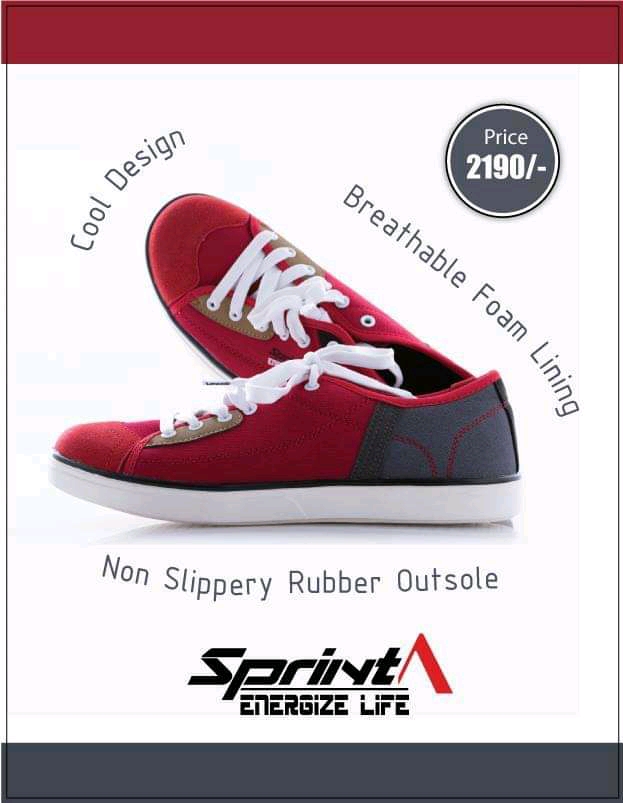 Cool Design
Price
2190/-
Breathable Foam Lining
Non Slippery Rubber Outsole
Sprint
ENERGIZE LIFE